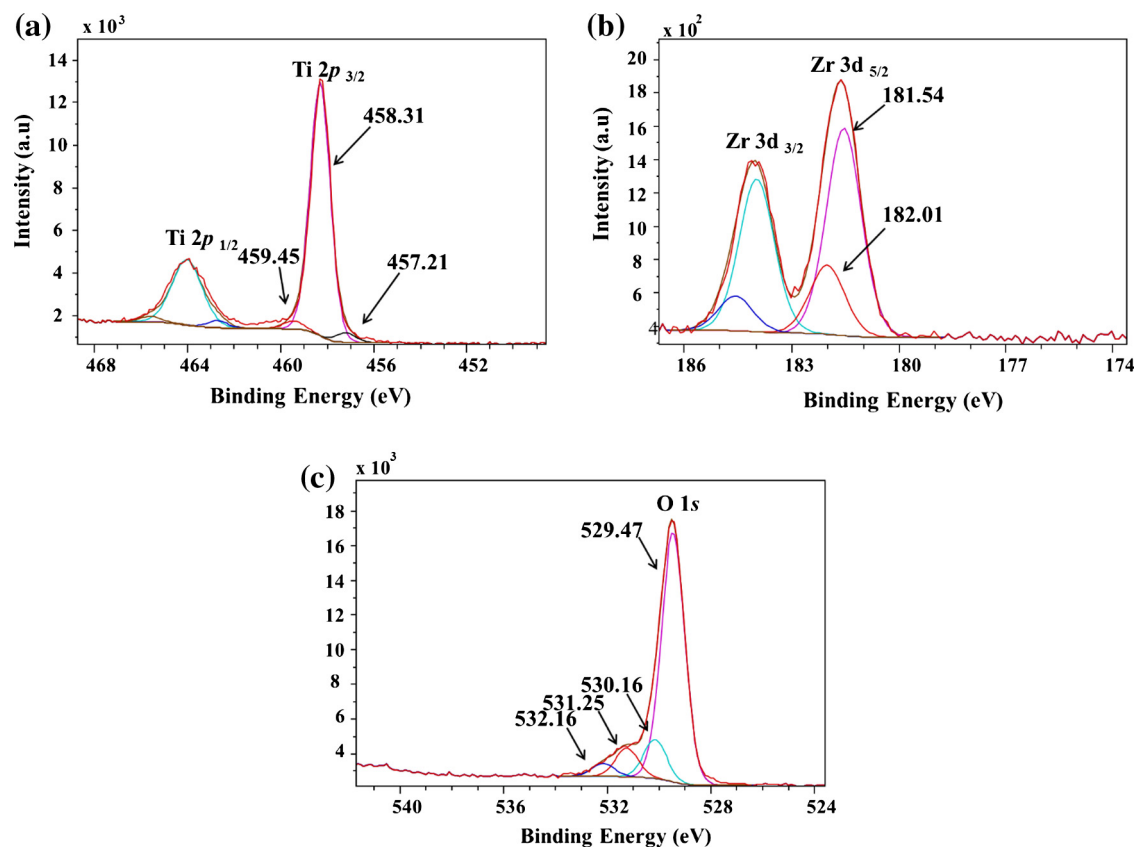 (a)
x 10³
Intensity (a.u)
14
12
10
8
6
4
2
Ti 2p 3/2
458.31
Ti 2p 1/2
459.45
457.21
468
464
460
456
452
Binding Energy (eV)
(b)
x 10²
Intensity (a.u)
20
18
16
14
12
10
8
6
4
Zr 3d 5/2
181.54
Zr 3d 3/2
182.01
186
183
180
177
174
Binding Energy (eV)
(c)
x 10³
Intensity (a.u)
18
16
14
12
10
8
6
4
O 1s
529.47
530.16
531.25
532.16
540
536
532
528
524
Binding Energy (eV)